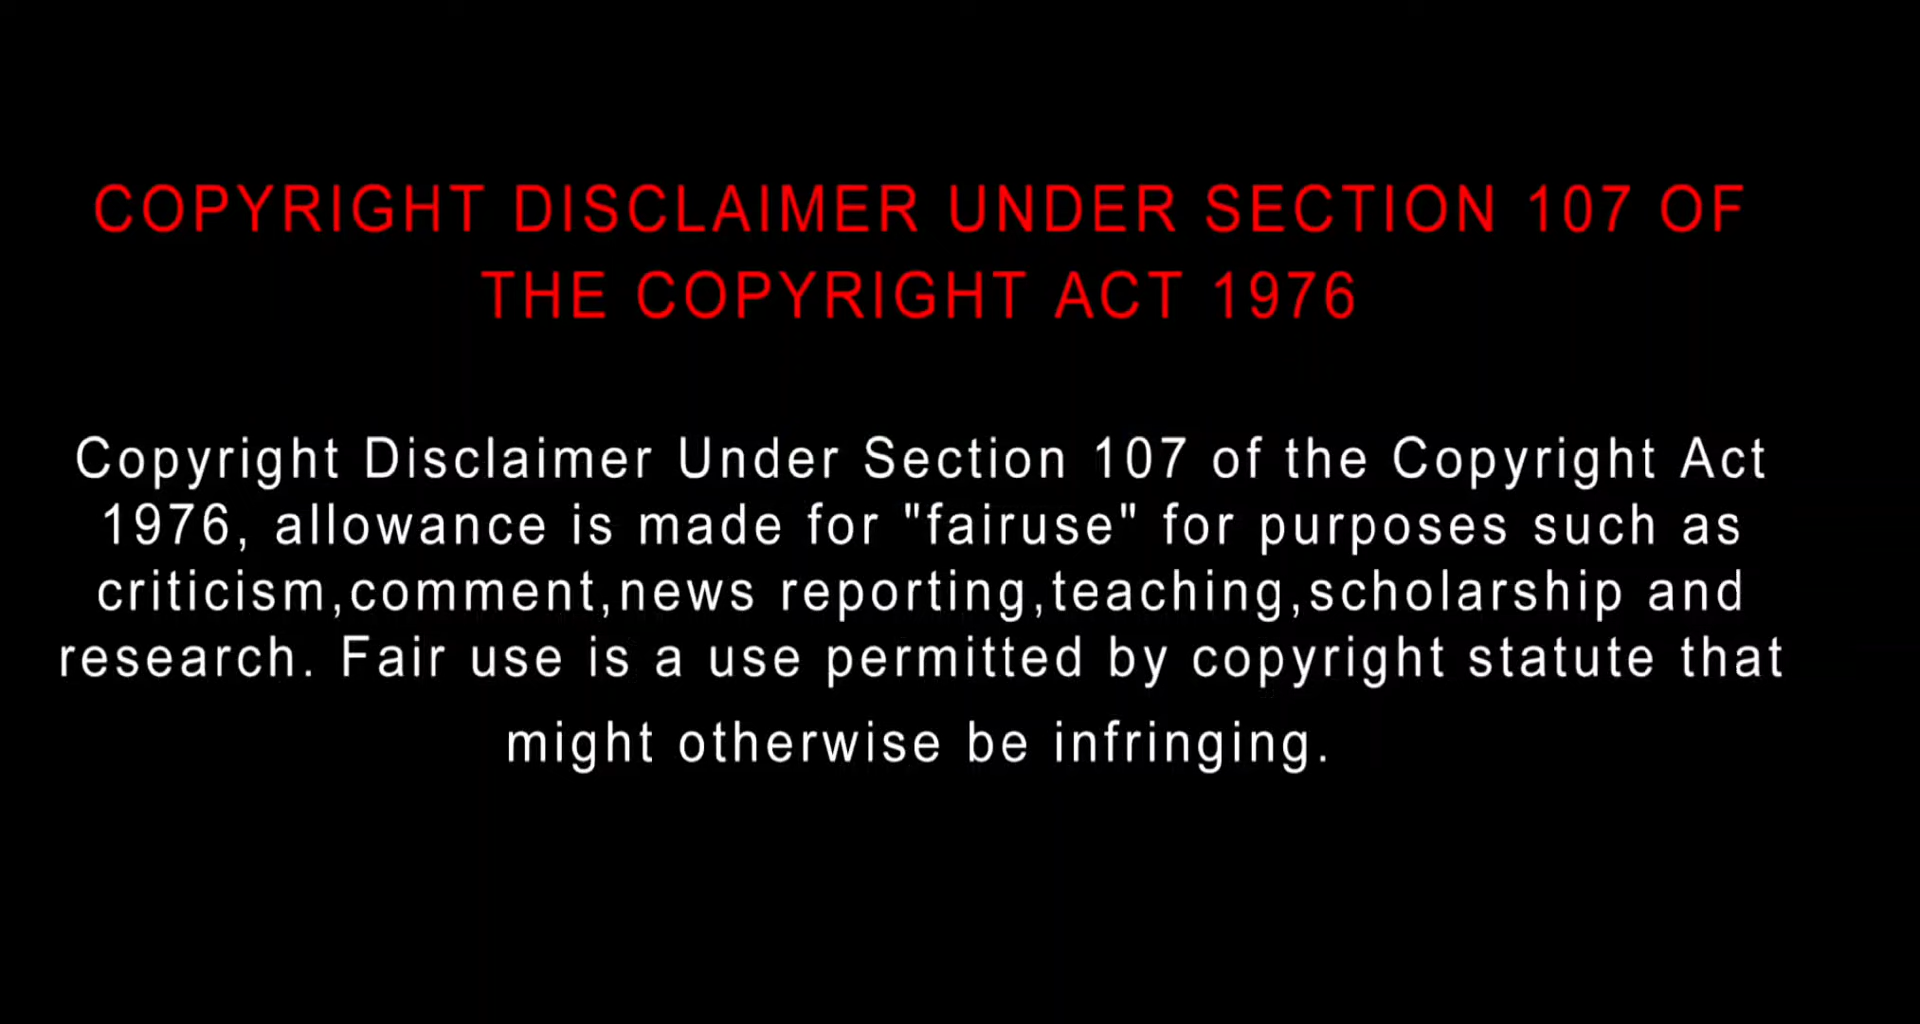 COPYRIGHT DISCLAIMER UNDER SECTION 107 OF
THE COPYRIGHT ACT 1976
Copyright Disclaimer Under Section 107 of the Copyright Act
1976, allowance is made for "fairuse" for purposes such as
criticism,comment,news reporting,teaching,scholarship and
research. Fair use is a use permitted by copyright statute that
might otherwise be infringing.